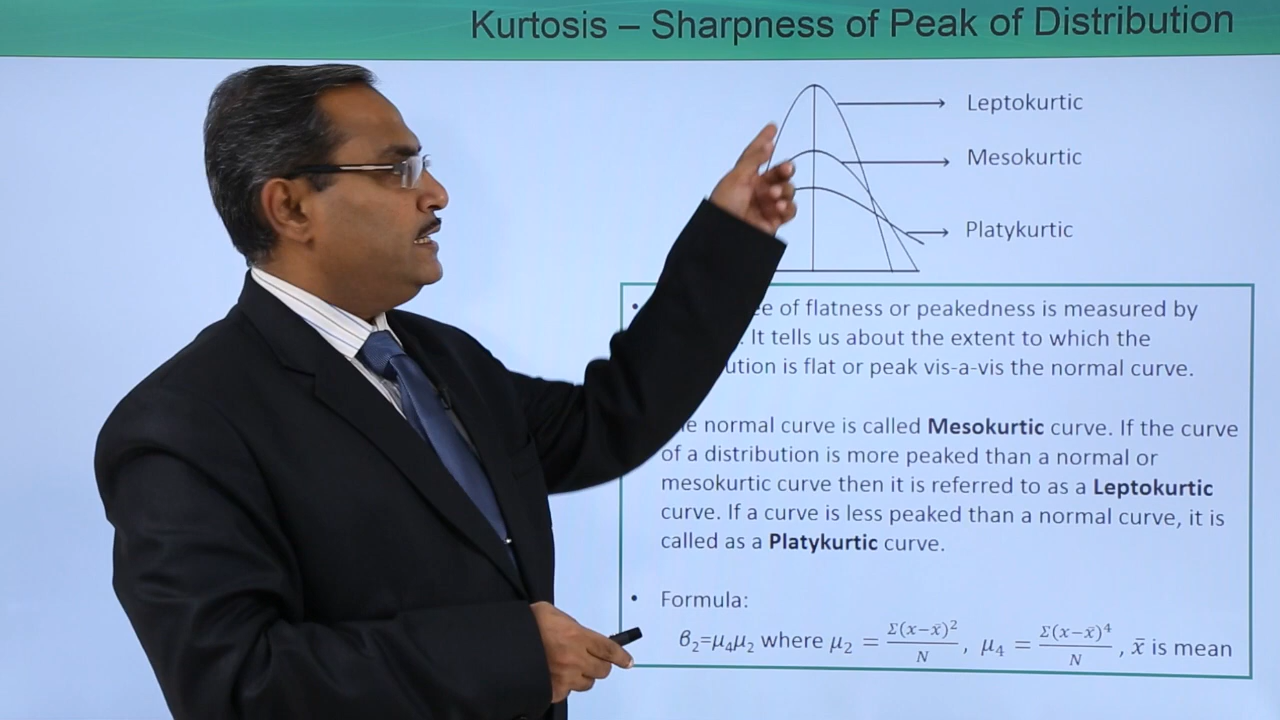 Kurtosis – Sharpness of Peak of Distribution
Leptokurtic
Mesokurtic
Platykurtic
• of flatness or peakedness is measured by
. It tells us about the extent to which the
is flat or peak vis-a-vis the normal curve.
normal curve is called Mesokurtic curve. If the curve
of a distribution is more peaked than a normal or
mesokurtic curve then it is referred to as a Leptokurtic
curve. If a curve is less peaked than a normal curve, it is
called as a Platykurtic curve.
• Formula:
β₂=μ₄μ₂ where μ₂ = Σ(x−x̄)²/N, μ₄ = Σ(x−x̄)⁴/N, x̄ is mean